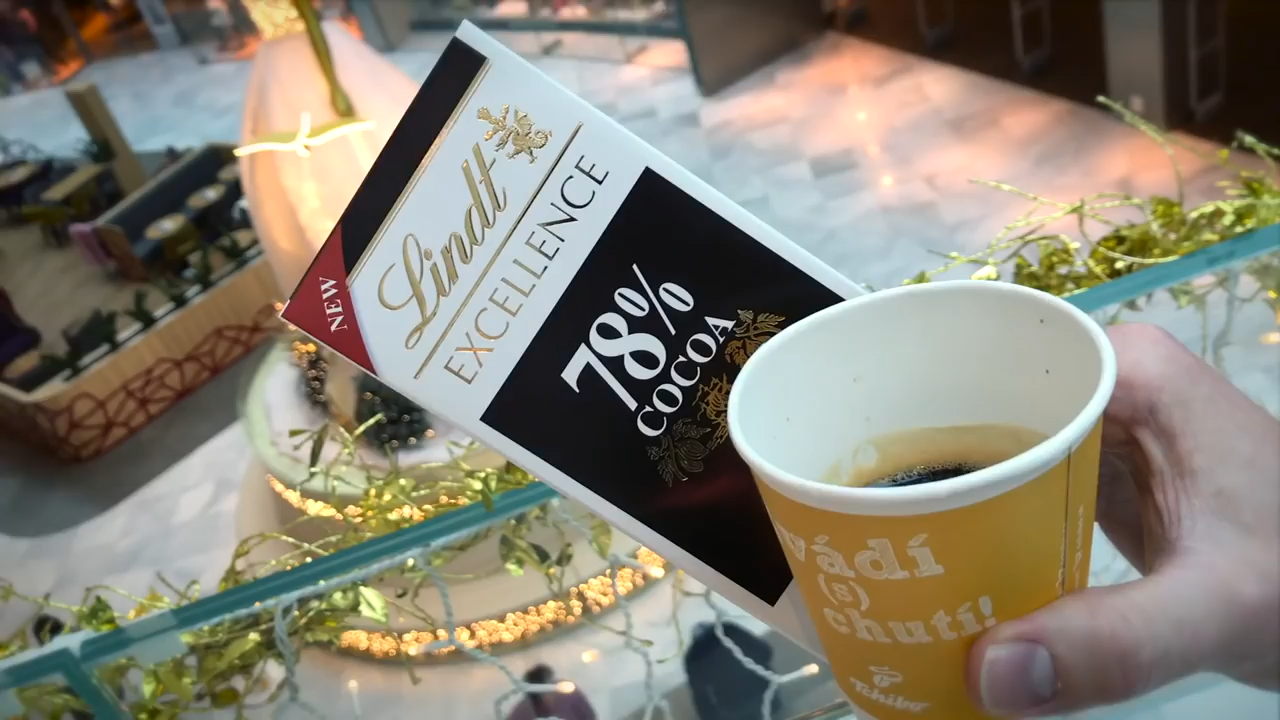 NEW
Lindt
EXCELLENCE
78%
COCOA
vádí
(s)
chutí!
Tchibo